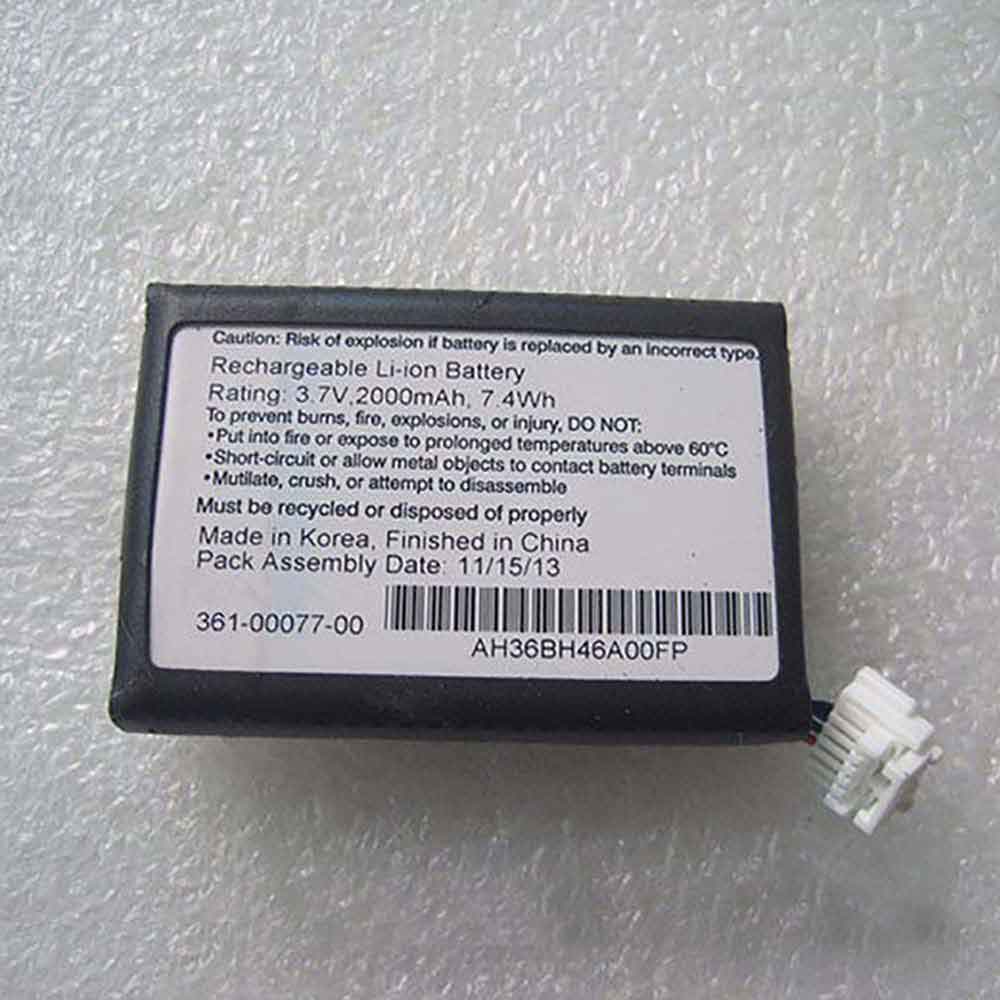 Caution: Risk of explosion if battery is replaced by an incorrect type.
Rechargeable Li-ion Battery
Rating: 3.7V,2000mAh, 7.4Wh
To prevent burns, fire, explosions, or injury, DO NOT:
•Put into fire or expose to prolonged temperatures above 60°C
•Short-circuit or allow metal objects to contact battery terminals
•Mutilate, crush, or attempt to disassemble
Must be recycled or disposed of properly
Made in Korea, Finished in China
Pack Assembly Date: 11/15/13
361-00077-00
AH36BH46A00FP